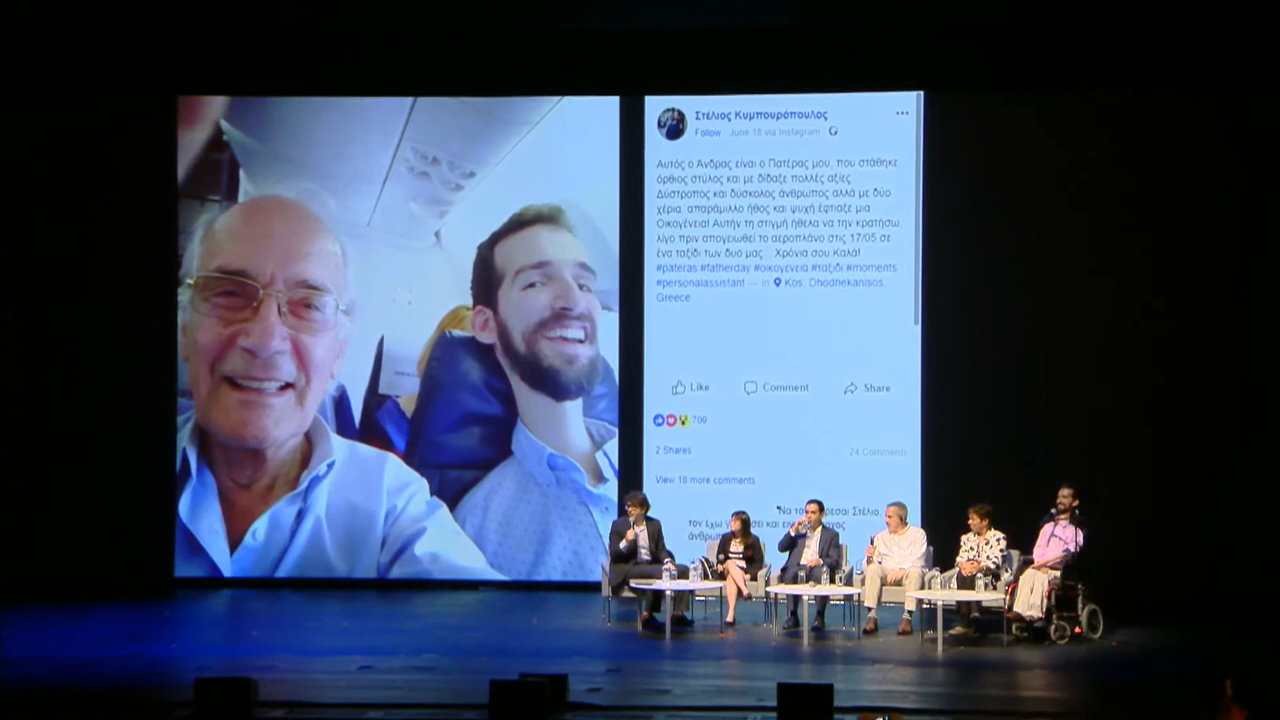 Στέλιος Κυμπουρόπουλος
Follow · June 18 via Instagram
Αυτός ο Άνδρας είναι ο Πατέρας μου, που στάθηκε
όρθιος στύλος και με δίδαξε πολλές αξίες
Δύστροπος και δύσκολος άνθρωπος αλλά με δύο
χέρια, απαράμιλλο ήθος και ψυχή έφτιαξε μια
Οικογένεια! Αυτήν τη στιγμή ήθελα να την κρατήσω,
λίγο πριν απογειωθεί το αεροπλάνο στις 17/05 σε
ένα ταξίδι των δυο μας... Χρόνια σου Καλά!
#pateras #fatherday #οικογενεια #ταξιδι #moments
#personalassistant — in Kos, Dhodhekanisos,
Greece
Like Comment Share
709
2 Shares 24 Comments
View 18 more comments
Στέλιο,
τον έχω και